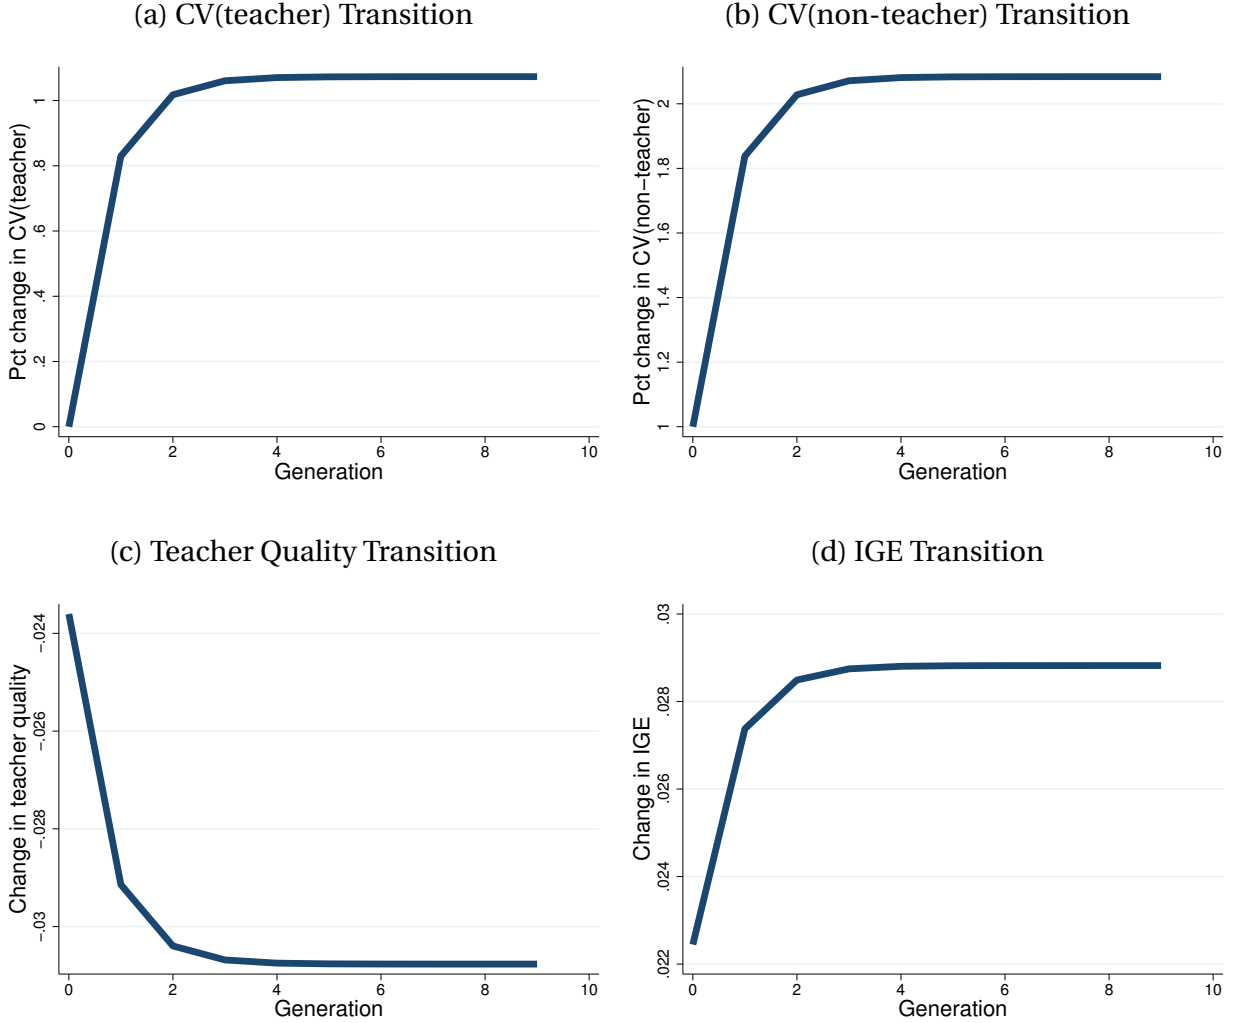 (a) CV(teacher) Transition
Pct change in CV(teacher)
1
.8
.6
.4
.2
0
0 2 4 6 8 10
Generation
(b) CV(non-teacher) Transition
Pct change in CV(non−teacher)
2
1.8
1.6
1.4
1.2
1
0 2 4 6 8 10
Generation
(c) Teacher Quality Transition
Change in teacher quality
−.024
−.026
−.028
−.03
0 2 4 6 8 10
Generation
(d) IGE Transition
Change in IGE
.03
.028
.026
.024
.022
0 2 4 6 8 10
Generation